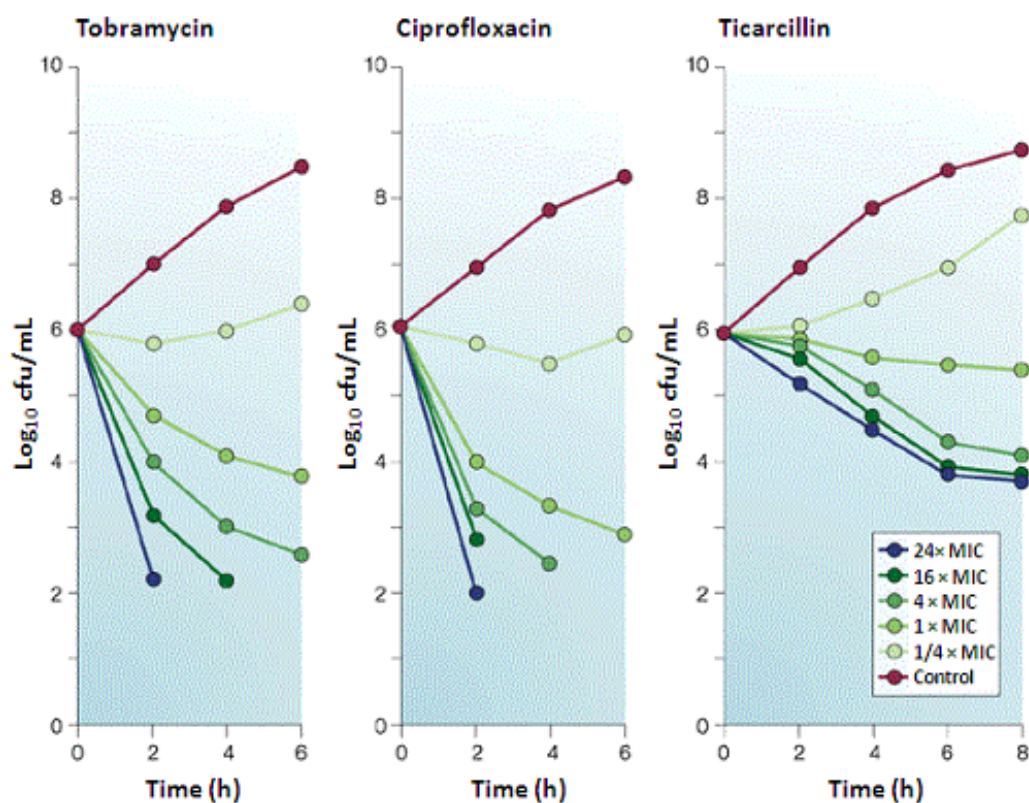 Tobramycin
Ciprofloxacin
Ticarcillin
10
8
6
4
2
0
Log₁₀ cfu/mL
0 2 4 6
Time (h)
10
8
6
4
2
0
Log₁₀ cfu/mL
0 2 4 6
Time (h)
10
8
6
4
2
0
Log₁₀ cfu/mL
0 2 4 6 8
Time (h)
24× MIC
16× MIC
4× MIC
1× MIC
1/4× MIC
Control